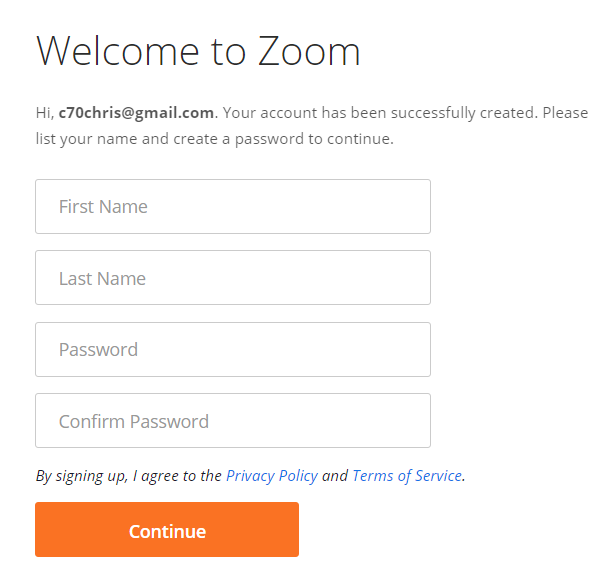 Welcome to Zoom
Hi, c70chris@gmail.com. Your account has been successfully created. Please
list your name and create a password to continue.
First Name
Last Name
Password
Confirm Password
By signing up, I agree to the Privacy Policy and Terms of Service.
Continue